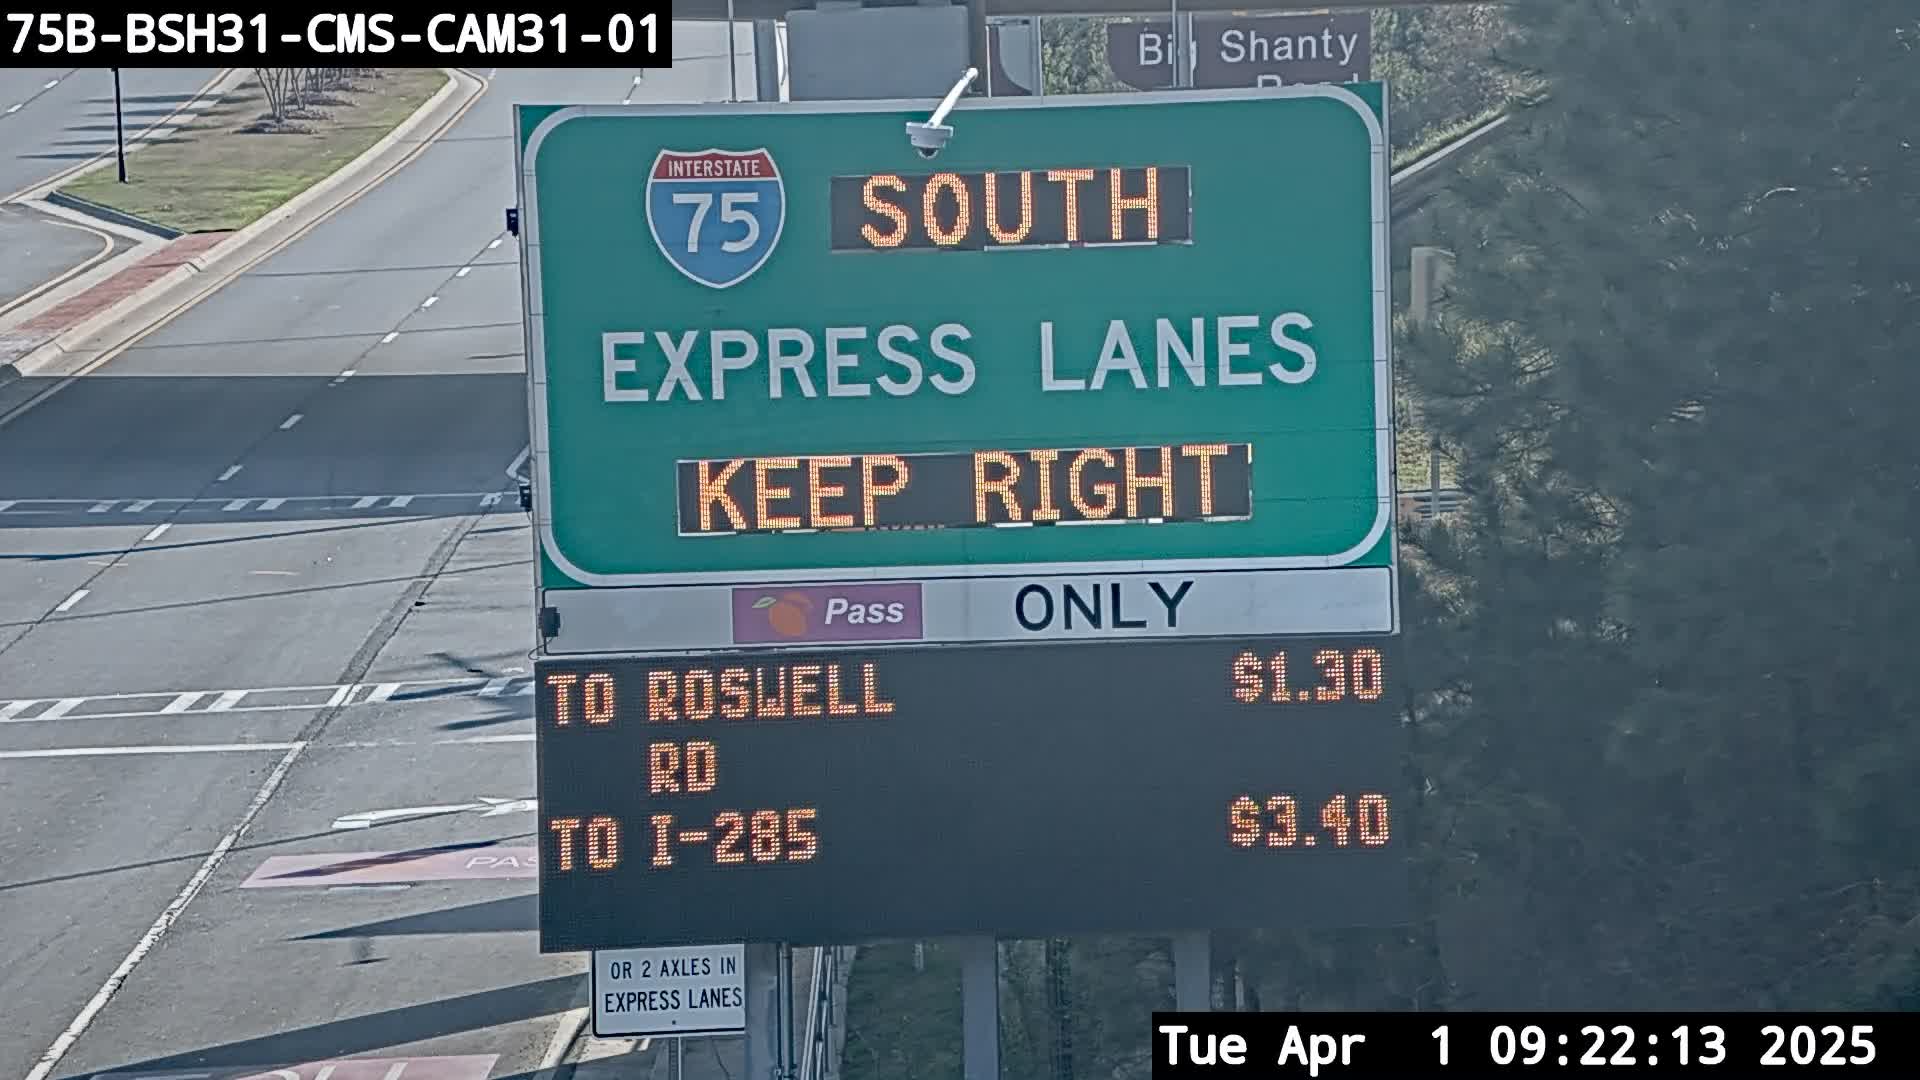 75B-BSH31-CMS-CAM31-01
Big Shanty
Road
INTERSTATE
75
SOUTH
EXPRESS LANES
KEEP RIGHT
Pass
ONLY
TO ROSWELL $1.30
RD
TO I-285 $3.40
PAS
OR 2 AXLES IN
EXPRESS LANES
Tue Apr 1 09:22:13 2025